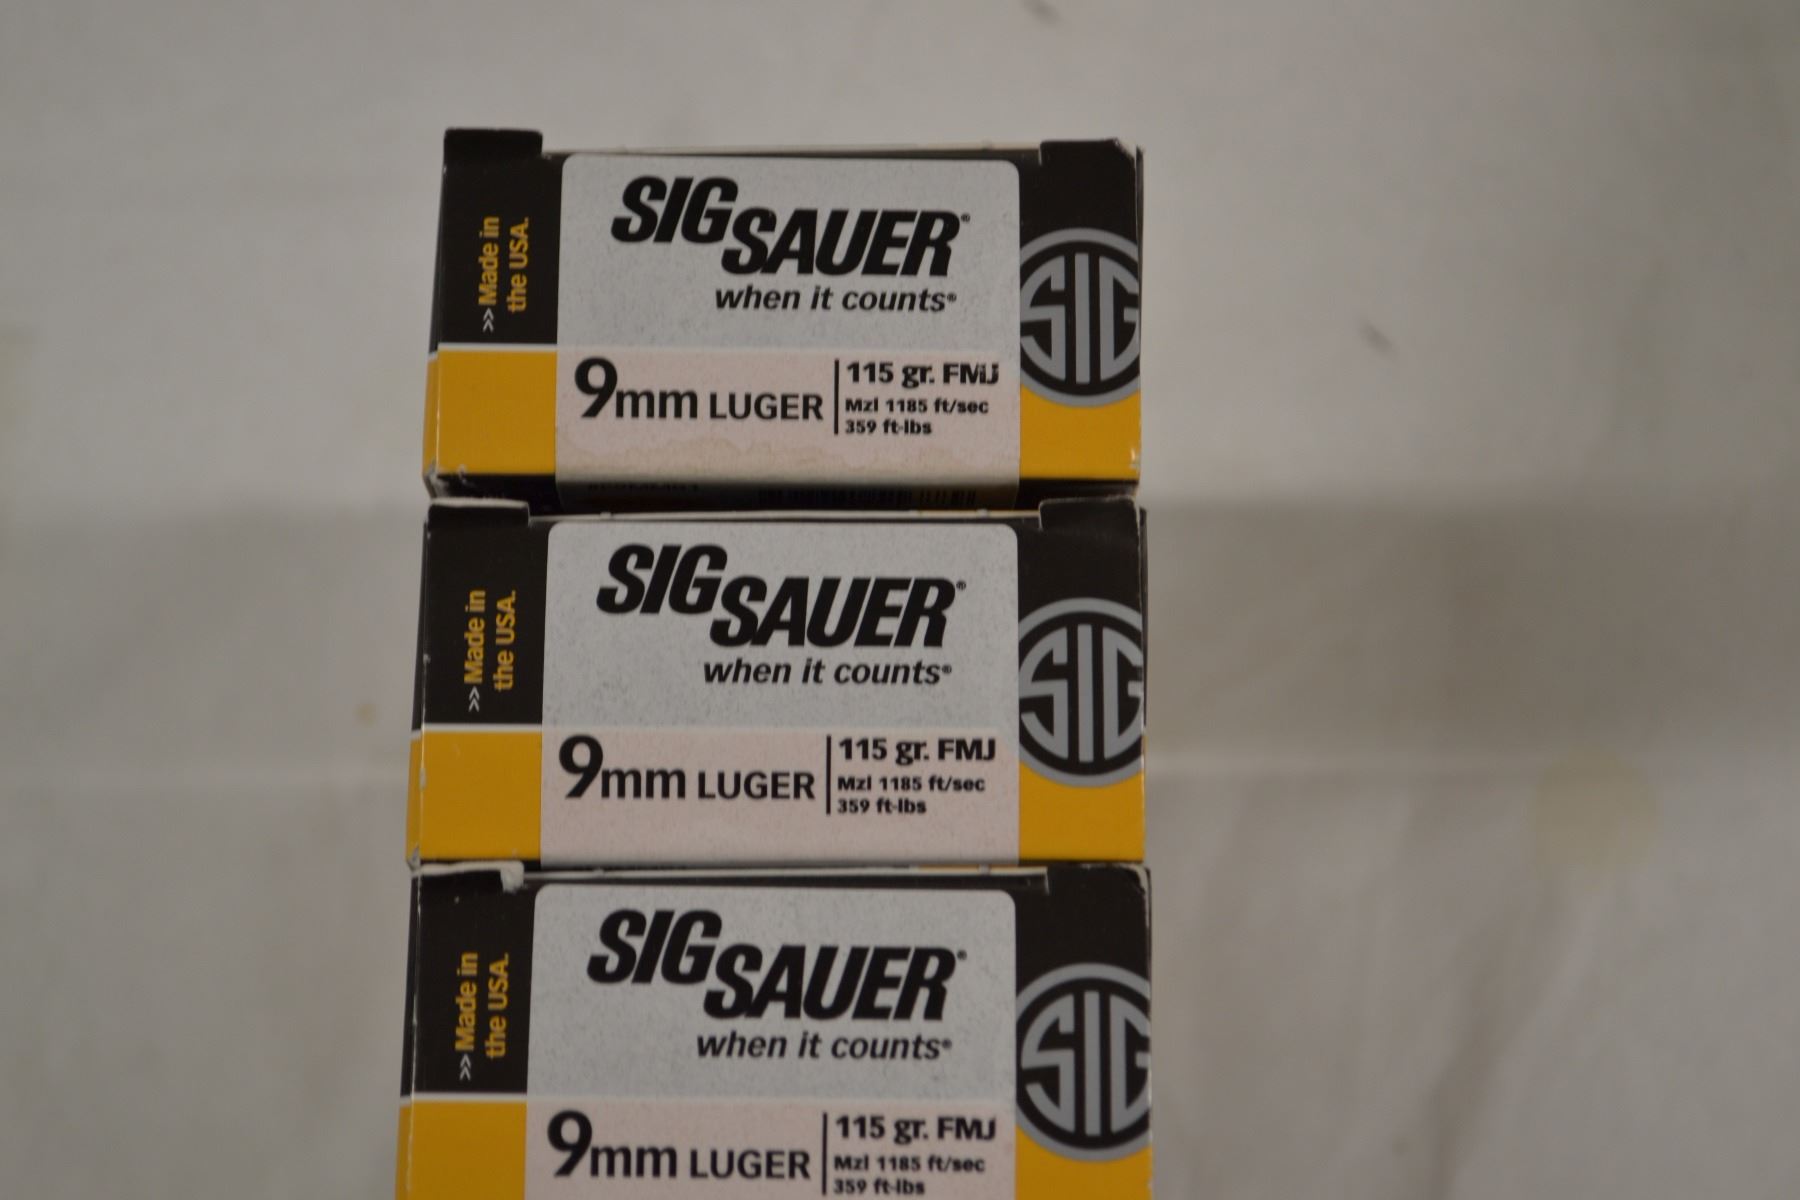 >> Made in
the USA.
SIG SAUER®
when it counts®
SIG
9mm LUGER
115 gr. FMJ
Mzl 1185 ft/sec
359 ft-lbs
>> Made in
the USA.
SIG SAUER®
when it counts®
SIG
9mm LUGER
115 gr. FMJ
Mzl 1185 ft/sec
359 ft-lbs
>> Made in
the USA.
SIG SAUER®
when it counts®
SIG
9mm LUGER
115 gr. FMJ
Mzl 1185 ft/sec
359 ft-lbs